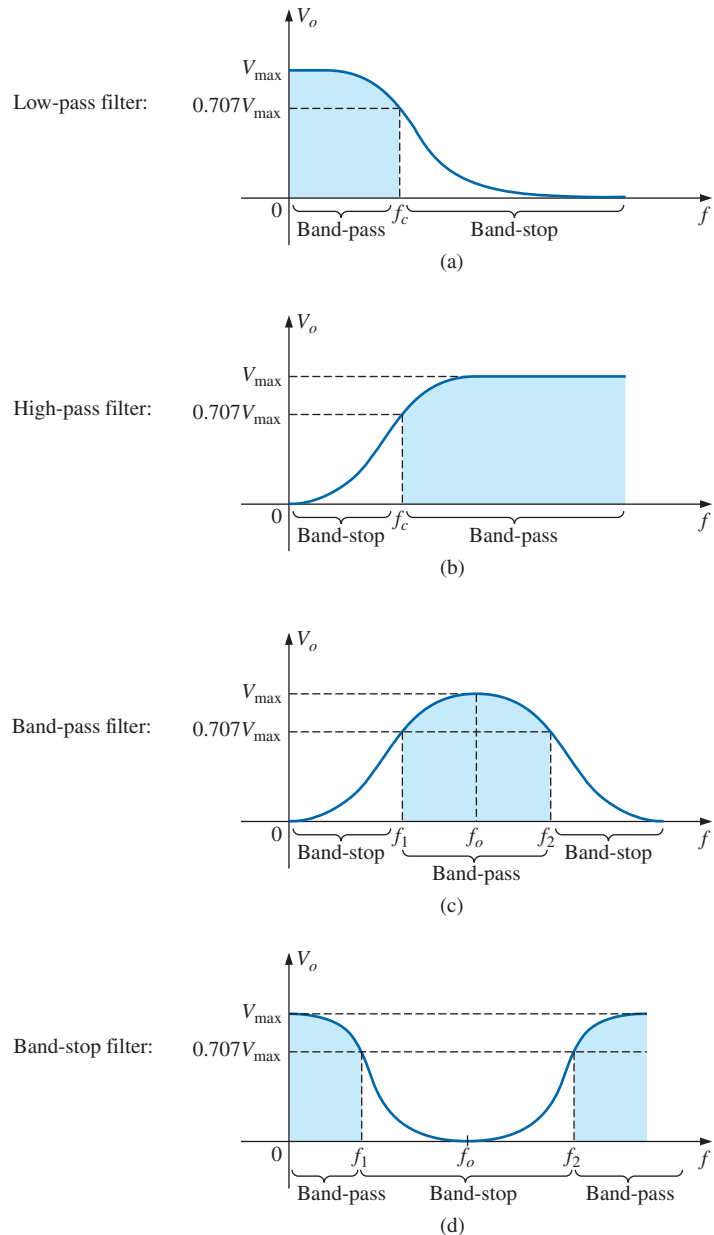 V_o
V_max
Low-pass filter: 0.707V_max
0 f_c f
Band-pass Band-stop
(a)
V_o
V_max
High-pass filter: 0.707V_max
0 f_c f
Band-stop Band-pass
(b)
V_o
V_max
Band-pass filter: 0.707V_max
0 f_1 f_o f_2 f
Band-stop Band-stop
Band-pass
(c)
V_o
V_max
Band-stop filter: 0.707V_max
0 f_1 f_o f_2 f
Band-pass Band-stop Band-pass
(d)